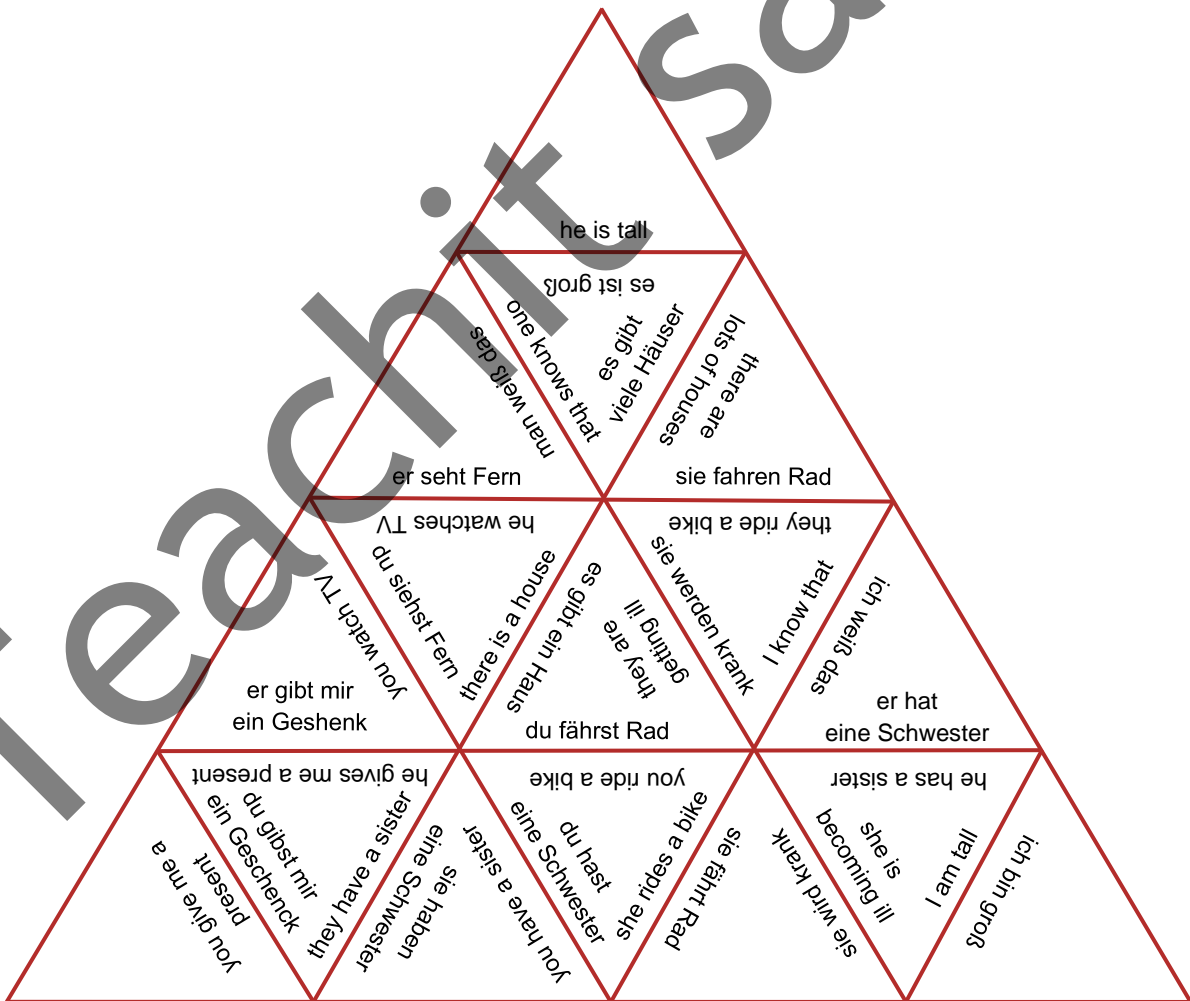 he is tall
es ist groß
one knows that
es gibt
viele Häuser
man weiß das
there are
lots of houses
er seht Fern
sie fahren Rad
he watches TV
they ride a bike
du siehst Fern
there is a house
es gibt ein Haus
they are
getting ill
sie werden krank
I know that
ich weiß das
you watch TV
er gibt mir
ein Geshenk
du fährst Rad
er hat
eine Schwester
he gives me a present
you ride a bike
he has a sister
you give me a
present
du gibst mir
ein Geschenck
they have a sister
sie haben
eine Schwester
you have a sister
du hast
eine Schwester
she rides a bike
sie fährt Rad
sie wird krank
she is
becoming ill
I am tall
ich bin groß
Teachit sa